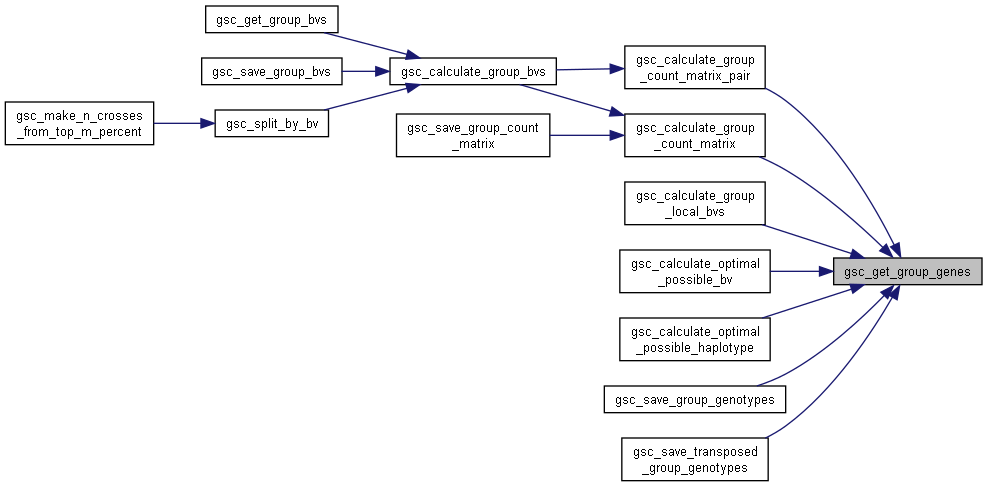 gsc_get_group_bvs
gsc_save_group_bvs
gsc_calculate_group_bvs
gsc_calculate_group
_count_matrix_pair
gsc_make_n_crosses
_from_top_m_percent
gsc_split_by_bv
gsc_save_group_count
_matrix
gsc_calculate_group
_count_matrix
gsc_calculate_group
_local_bvs
gsc_calculate_optimal
_possible_bv
gsc_get_group_genes
gsc_calculate_optimal
_possible_haplotype
gsc_save_group_genotypes
gsc_save_transposed
_group_genotypes